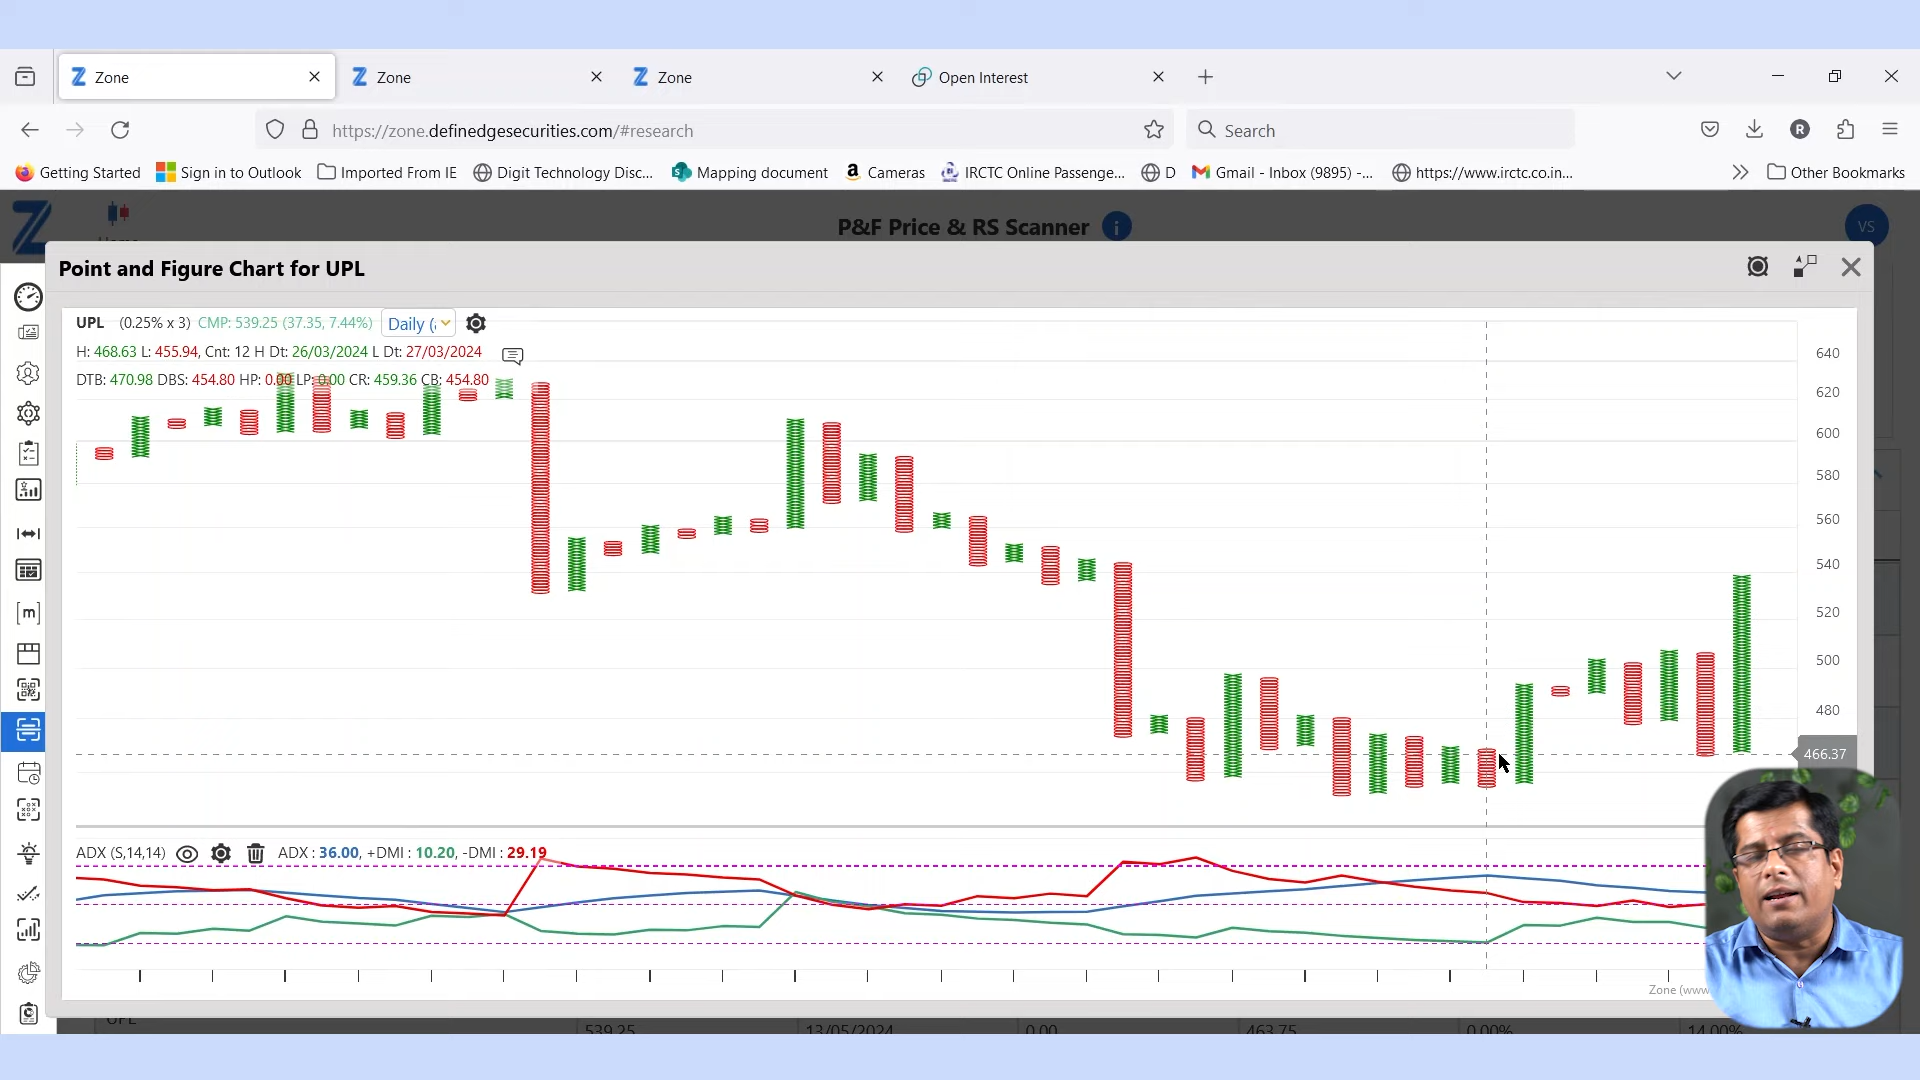 Zone
Zone
Zone
Open Interest
https://zone.definedgesecurities.com/#research
Search
R
Getting Started
Sign in to Outlook
Imported From IE
Digit Technology Disc...
Mapping document
Cameras
IRCTC Online Passenge...
D
Gmail - Inbox (9895) -...
https://www.irctc.co.in...
Other Bookmarks
P&F Price & RS Scanner
VS
Point and Figure Chart for UPL
UPL (0.25% x 3) CMP: 539.25 (37.35, 7.44%)
H: 468.63 L: 455.94, Cnt: 12 H Dt: 26/03/2024 L Dt: 27/03/2024
DTB: 470.98 DBS: 454.80 HP: 0.00 LP: 0.00 CR: 459.36 CB: 454.80
640
620
600
580
560
540
520
500
480
466.37
ADX (S,14,14) ADX : 36.00, +DMI : 10.20, -DMI : 29.19
UPL
539.25
13/05/2024
0.00
463.75
0.00%
14.00%